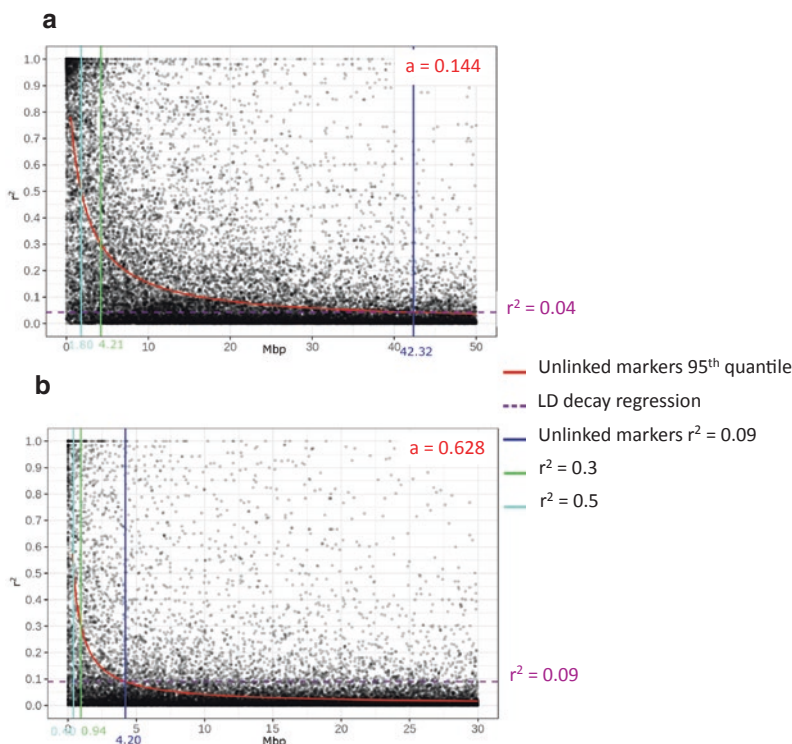 a
1.0
0.9
0.8
0.7
0.6
0.5
0.4
0.3
0.2
0.1
0.0
r²
a = 0.144
r² = 0.04
0 10 20 30 40 50
1.80 4.21 Mbp 42.32
Unlinked markers 95th quantile
LD decay regression
Unlinked markers r² = 0.09
r² = 0.3
r² = 0.5
b
1.0
0.9
0.8
0.7
0.6
0.5
0.4
0.3
0.2
0.1
0.0
r²
a = 0.628
r² = 0.09
0 5 10 15 20 25 30
0.94 4.20 Mbp